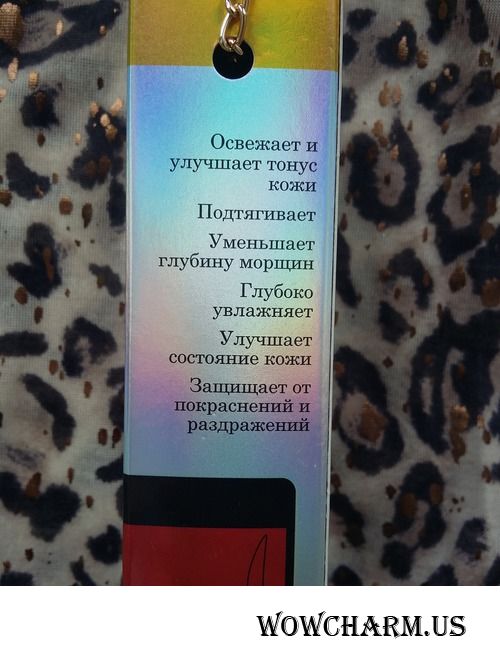 Освежает и
улучшает тонус
кожи
Подтягивает
Уменьшает
глубину морщин
Глубоко
увлажняет
Улучшает
состояние кожи
Защищает от
покраснений и
раздражений
WOWCHARM.US